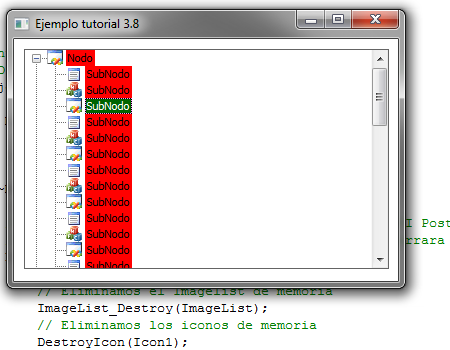 Ejemplo tutorial 3.8
Nodo
SubNodo
SubNodo
SubNodo
SubNodo
SubNodo
SubNodo
SubNodo
SubNodo
SubNodo
SubNodo
SubNodo
SubNodo
SubNodo
I Post
rrara
// Eliminamos el Imagelist de memoria
ImageList_Destroy(ImageList);
// Eliminamos los iconos de memoria
DestroyIcon(Icon1);